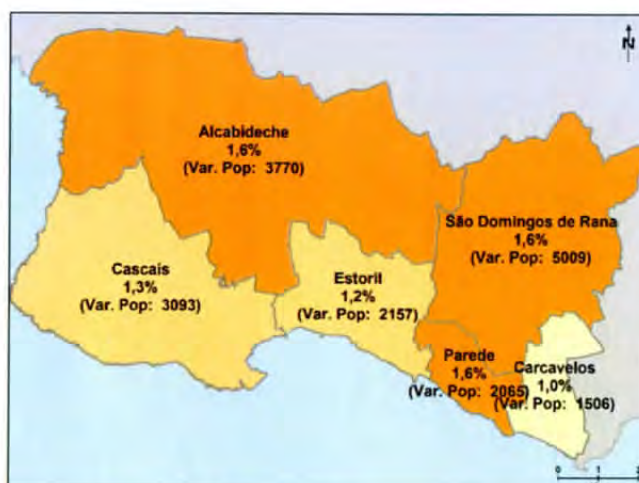 N
Alcabideche
1,6%
(Var. Pop: 3770)
São Domingos de Rana
1,6%
(Var. Pop: 5009)
Cascais
1,3%
(Var. Pop: 3093)
Estoril
1,2%
(Var. Pop: 2157)
Parede
1,6%
(Var. Pop: 2065)
Carcavelos
1,0%
(Var. Pop: 1506)
0 1 2